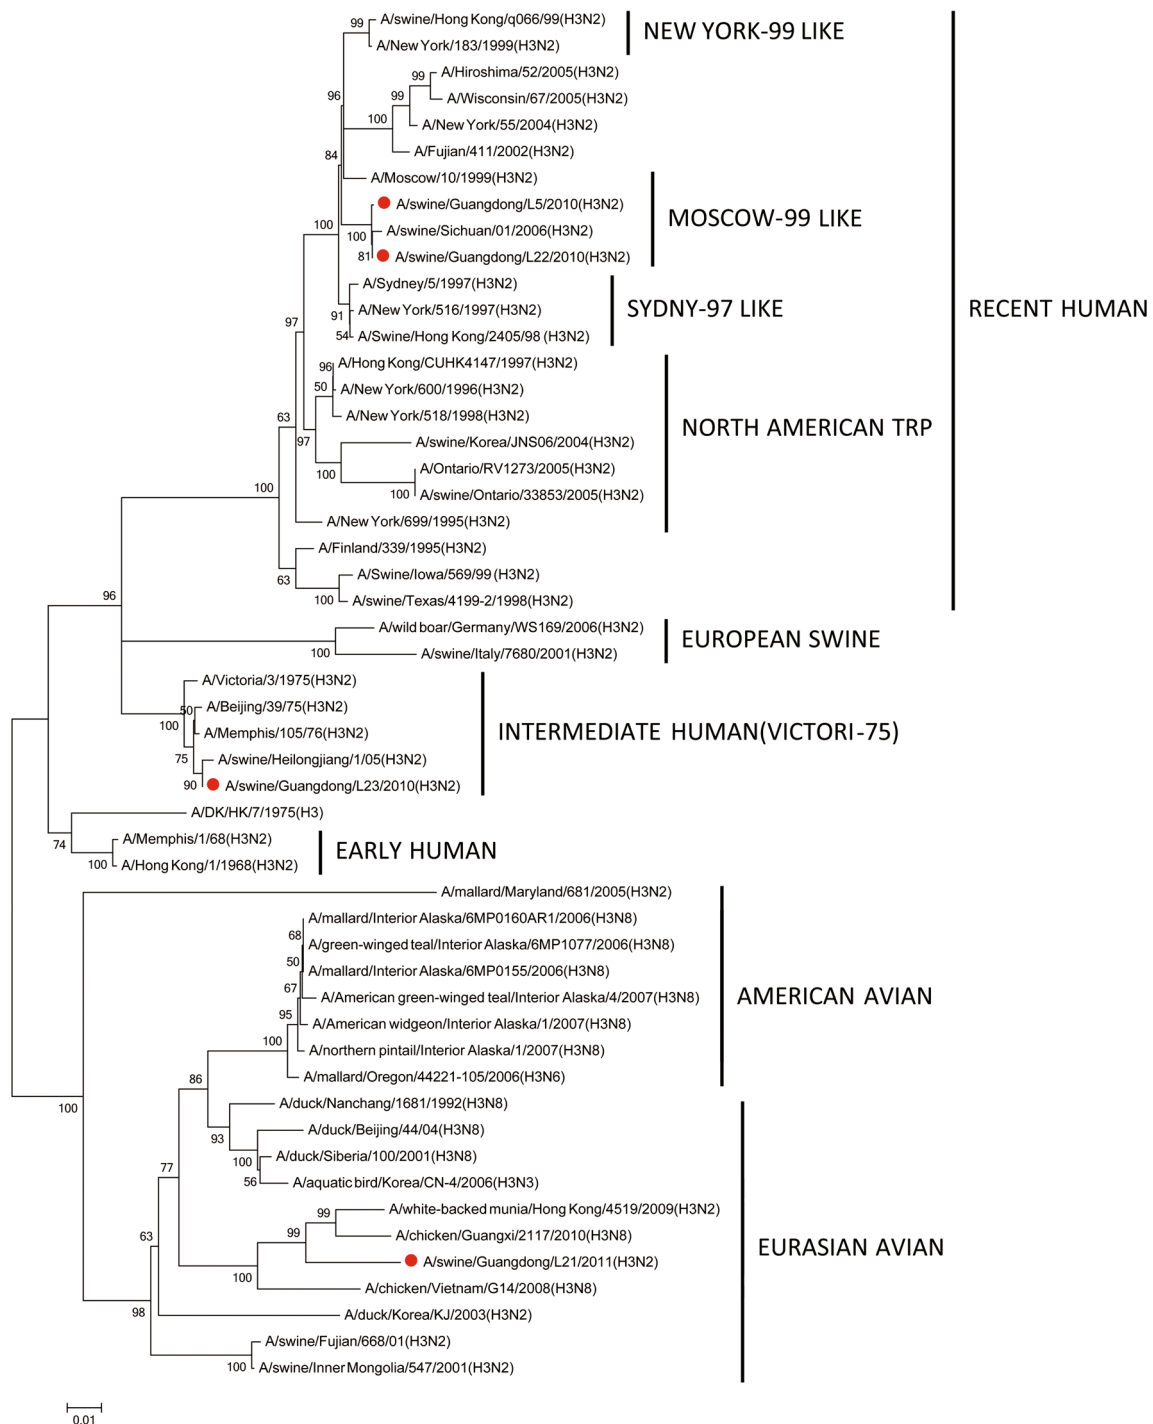 99
A/swine/Hong Kong/q066/99(H3N2)
A/New York/183/1999(H3N2)
NEW YORK-99 LIKE
99
A/Hiroshima/52/2005(H3N2)
99
A/Wisconsin/67/2005(H3N2)
96
100
A/New York/55/2004(H3N2)
A/Fujian/411/2002(H3N2)
84
A/Moscow/10/1999(H3N2)
A/swine/Guangdong/L5/2010(H3N2)
100
100
A/swine/Sichuan/01/2006(H3N2)
81
A/swine/Guangdong/L22/2010(H3N2)
MOSCOW-99 LIKE
A/Sydney/5/1997(H3N2)
91
A/New York/516/1997(H3N2)
54
A/Swine/Hong Kong/2405/98 (H3N2)
SYDNY-97 LIKE
RECENT HUMAN
97
96
A/Hong Kong/CUHK4147/1997(H3N2)
50
A/New York/600/1996(H3N2)
A/New York/518/1998(H3N2)
63
97
A/swine/Korea/JNS06/2004(H3N2)
100
A/Ontario/RV1273/2005(H3N2)
100
A/swine/Ontario/33853/2005(H3N2)
NORTH AMERICAN TRP
100
A/New York/699/1995(H3N2)
A/Finland/339/1995(H3N2)
63
A/Swine/Iowa/569/99 (H3N2)
100
A/swine/Texas/4199-2/1998(H3N2)
96
A/wild boar/Germany/WS169/2006(H3N2)
100
A/swine/Italy/7680/2001(H3N2)
EUROPEAN SWINE
A/Victoria/3/1975(H3N2)
50
A/Beijing/39/75(H3N2)
100
A/Memphis/105/76(H3N2)
75
A/swine/Heilongjiang/1/05(H3N2)
90
A/swine/Guangdong/L23/2010(H3N2)
INTERMEDIATE HUMAN(VICTORI-75)
A/DK/HK/7/1975(H3)
74
A/Memphis/1/68(H3N2)
100
A/Hong Kong/1/1968(H3N2)
EARLY HUMAN
A/mallard/Maryland/681/2005(H3N2)
A/mallard/Interior Alaska/6MP0160AR1/2006(H3N8)
68
A/green-winged teal/Interior Alaska/6MP1077/2006(H3N8)
50
A/mallard/Interior Alaska/6MP0155/2006(H3N8)
67
A/American green-winged teal/Interior Alaska/4/2007(H3N8)
95
A/American widgeon/Interior Alaska/1/2007(H3N8)
100
A/northern pintail/Interior Alaska/1/2007(H3N8)
A/mallard/Oregon/44221-105/2006(H3N6)
AMERICAN AVIAN
100
86
A/duck/Nanchang/1681/1992(H3N8)
93
A/duck/Beijing/44/04(H3N8)
100
A/duck/Siberia/100/2001(H3N8)
56
A/aquatic bird/Korea/CN-4/2006(H3N3)
77
A/white-backed munia/Hong Kong/4519/2009(H3N2)
99
A/chicken/Guangxi/2117/2010(H3N8)
99
A/swine/Guangdong/L21/2011(H3N2)
100
A/chicken/Vietnam/G14/2008(H3N8)
63
A/duck/Korea/KJ/2003(H3N2)
98
A/swine/Fujian/668/01(H3N2)
100
A/swine/Inner Mongolia/547/2001(H3N2)
EURASIAN AVIAN
0.01